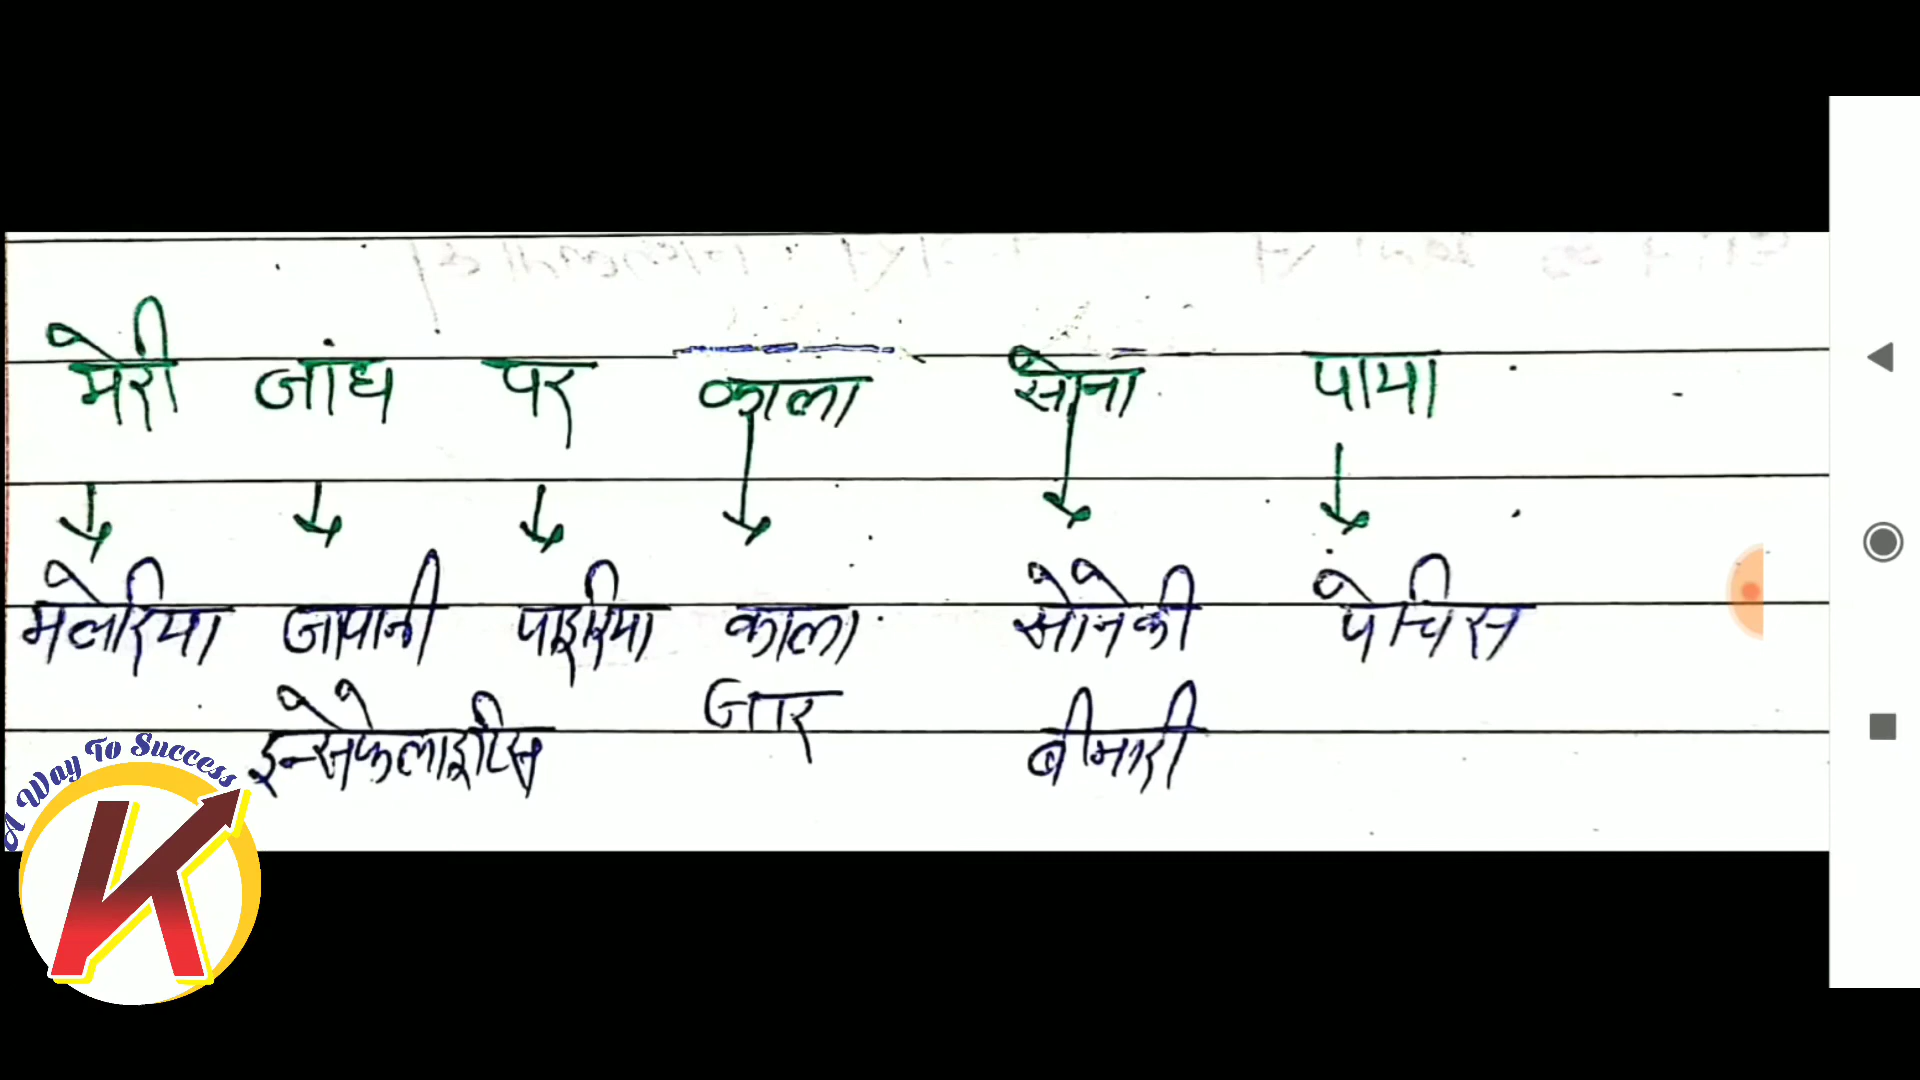 मेरी जांघ पर काला सोना पाया
मलेरिया जापानी पाइरिया काला सोने की पेचिस
इन्सेफेलाइटिस जार बीमारी
A Way To Success
K